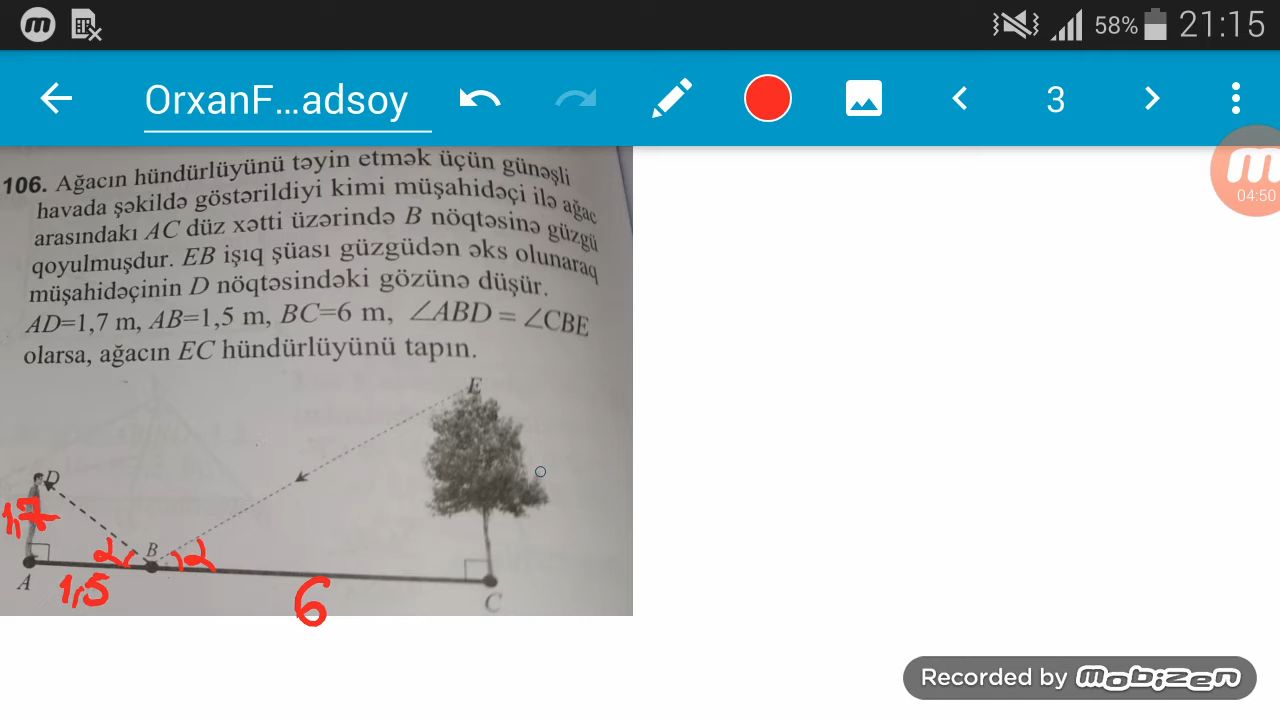 58% 21:15
OrxanF...adsoy 3
04:50
106. Ağacın hündürlüyünü təyin etmək üçün günəşli
havada şəkildə göstərildiyi kimi müşahidəçi ilə ağac
arasındakı AC düz xətti üzərində B nöqtəsinə güzgü
qoyulmuşdur. EB işıq şüası güzgüdən əks olunaraq
müşahidəçinin D nöqtəsindəki gözünə düşür.
AD=1,7 m, AB=1,5 m, BC=6 m, ∠ABD = ∠CBE
olarsa, ağacın EC hündürlüyünü tapın.
E
D
1,7
α B α
A 1,5 6 C
Recorded by mobizen